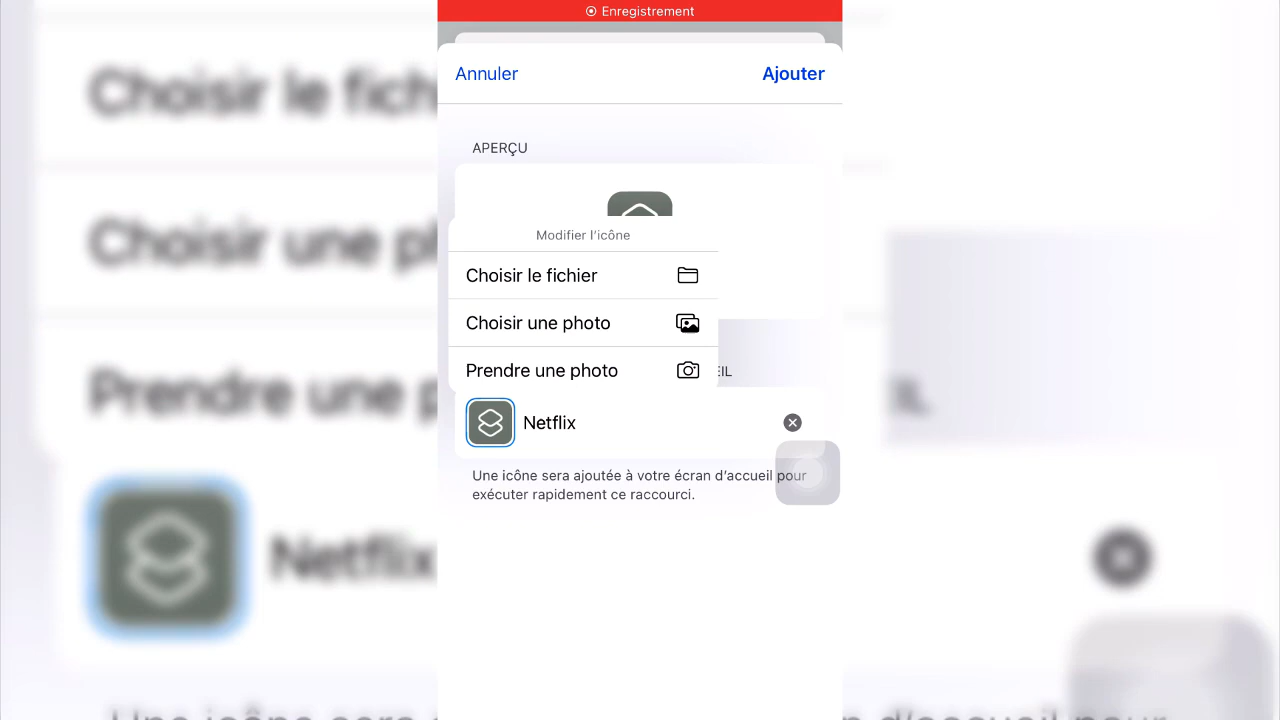 Enregistrement
Annuler
Ajouter
APERÇU
Modifier l'icône
Choisir le fichier
Choisir une photo
Prendre une photo
EIL
Netflix
Une icône sera ajoutée à votre écran d'accueil pour
exécuter rapidement ce raccourci.